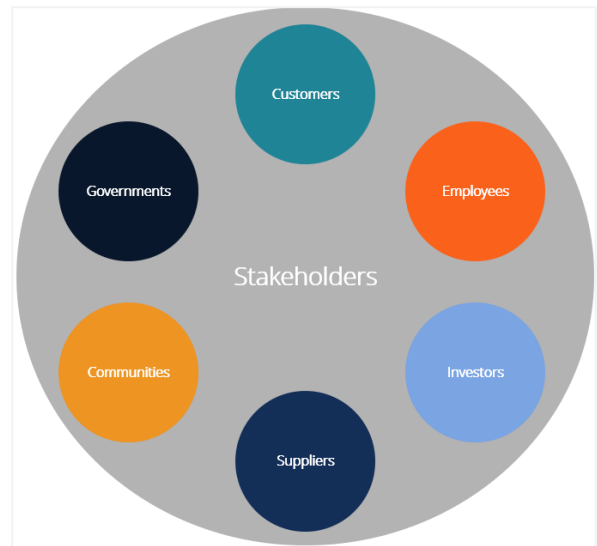 Customers
Governments
Employees
Stakeholders
Communities
Investors
Suppliers